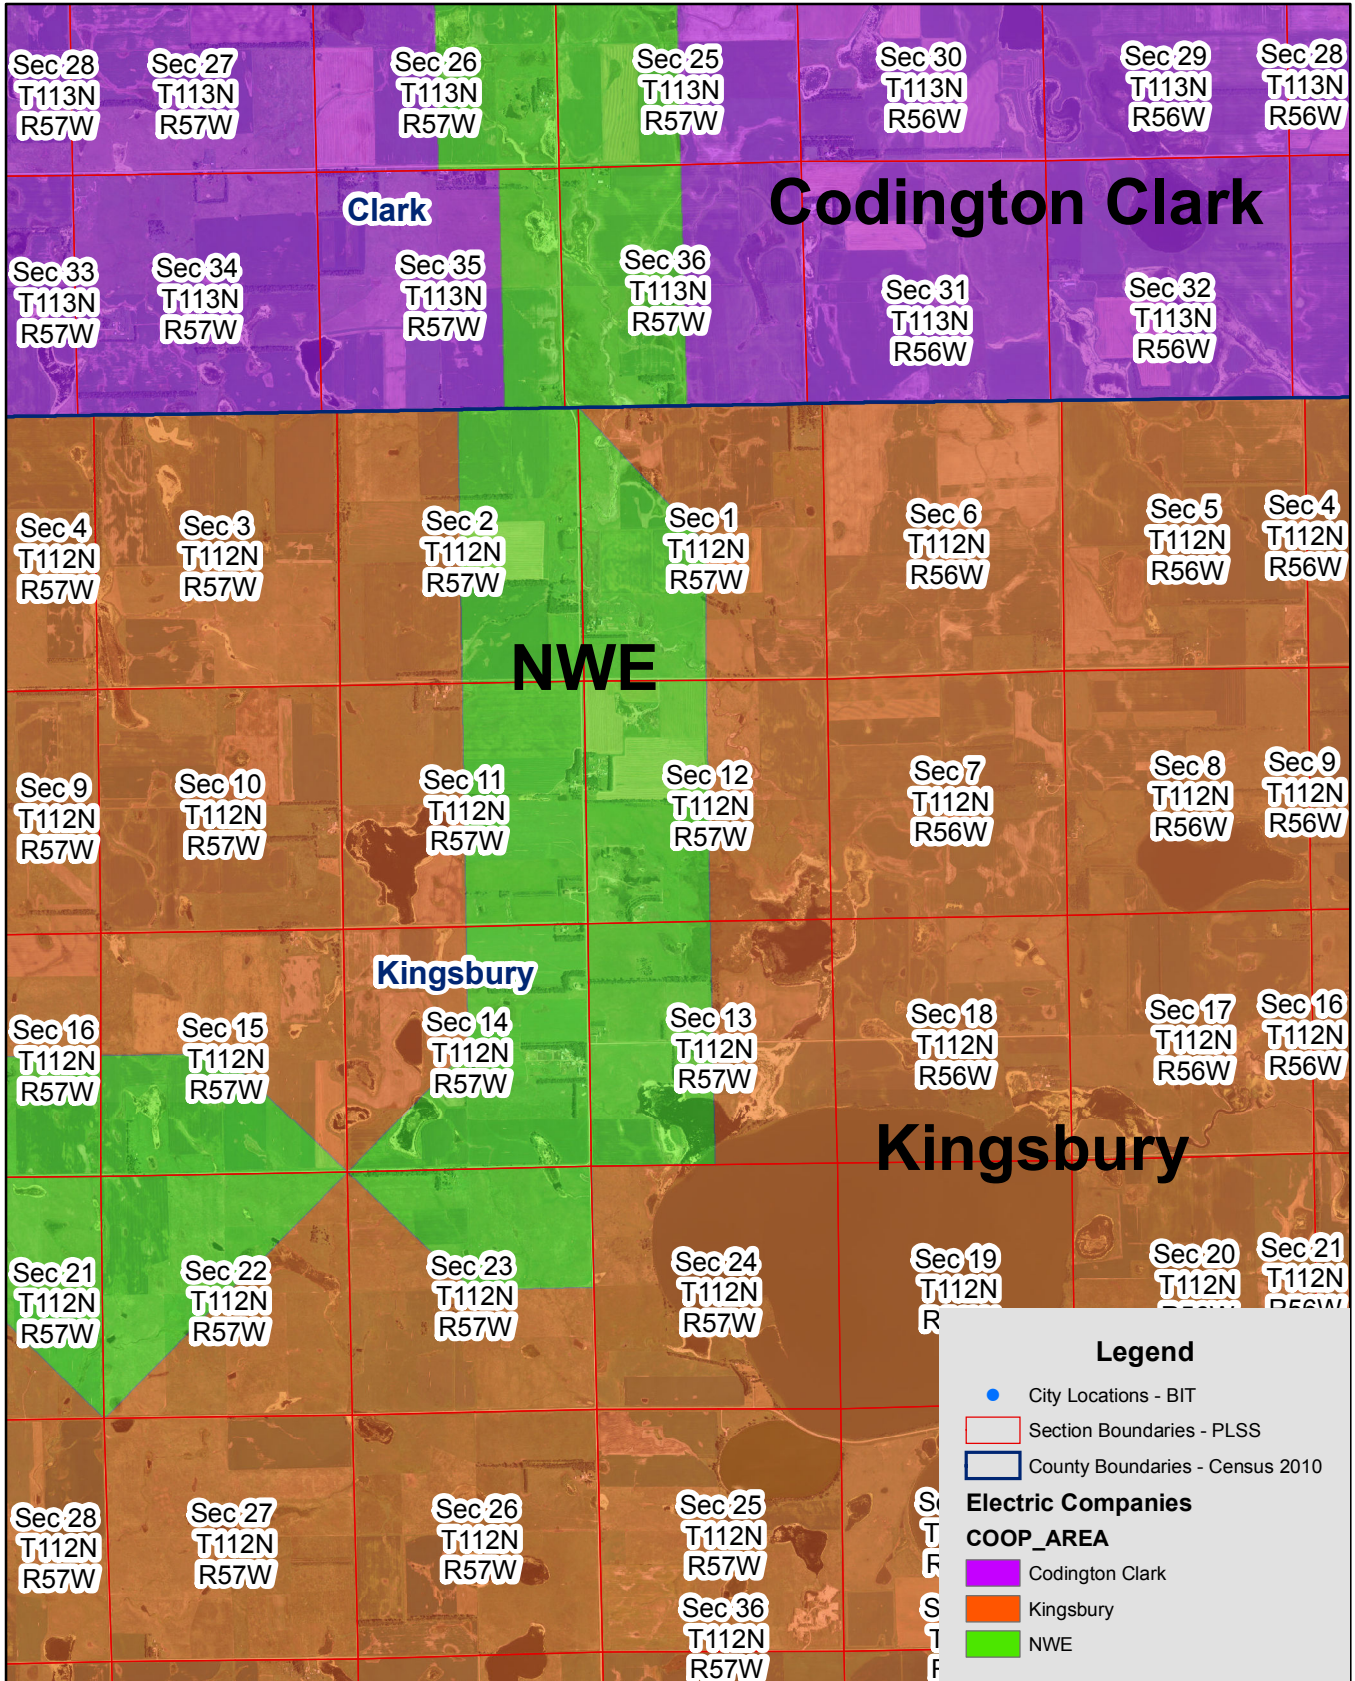 Sec 28
T113N
R57W
Sec 27
T113N
R57W
Sec 26
T113N
R57W
Sec 25
T113N
R57W
Sec 30
T113N
R56W
Sec 29
T113N
R56W
Sec 28
T113N
R56W
Clark
Codington Clark
Sec 33
T113N
R57W
Sec 34
T113N
R57W
Sec 35
T113N
R57W
Sec 36
T113N
R57W
Sec 31
T113N
R56W
Sec 32
T113N
R56W
Sec 4
T112N
R57W
Sec 3
T112N
R57W
Sec 2
T112N
R57W
Sec 1
T112N
R57W
Sec 6
T112N
R56W
Sec 5
T112N
R56W
Sec 4
T112N
R56W
NWE
Sec 9
T112N
R57W
Sec 10
T112N
R57W
Sec 11
T112N
R57W
Sec 12
T112N
R57W
Sec 7
T112N
R56W
Sec 8
T112N
R56W
Sec 9
T112N
R56W
Kingsbury
Sec 16
T112N
R57W
Sec 15
T112N
R57W
Sec 14
T112N
R57W
Sec 13
T112N
R57W
Sec 18
T112N
R56W
Sec 17
T112N
R56W
Sec 16
T112N
R56W
Kingsbury
Sec 21
T112N
R57W
Sec 22
T112N
R57W
Sec 23
T112N
R57W
Sec 24
T112N
R57W
Sec 19
T112N
Sec 20
T112N
R56W
Sec 21
T112N
R56W
Sec 28
T112N
R57W
Sec 27
T112N
R57W
Sec 26
T112N
R57W
Sec 25
T112N
R57W
Sec 36
T112N
R57W
Legend
City Locations - BIT
Section Boundaries - PLSS
County Boundaries - Census 2010
Electric Companies
COOP_AREA
Codington Clark
Kingsbury
NWE